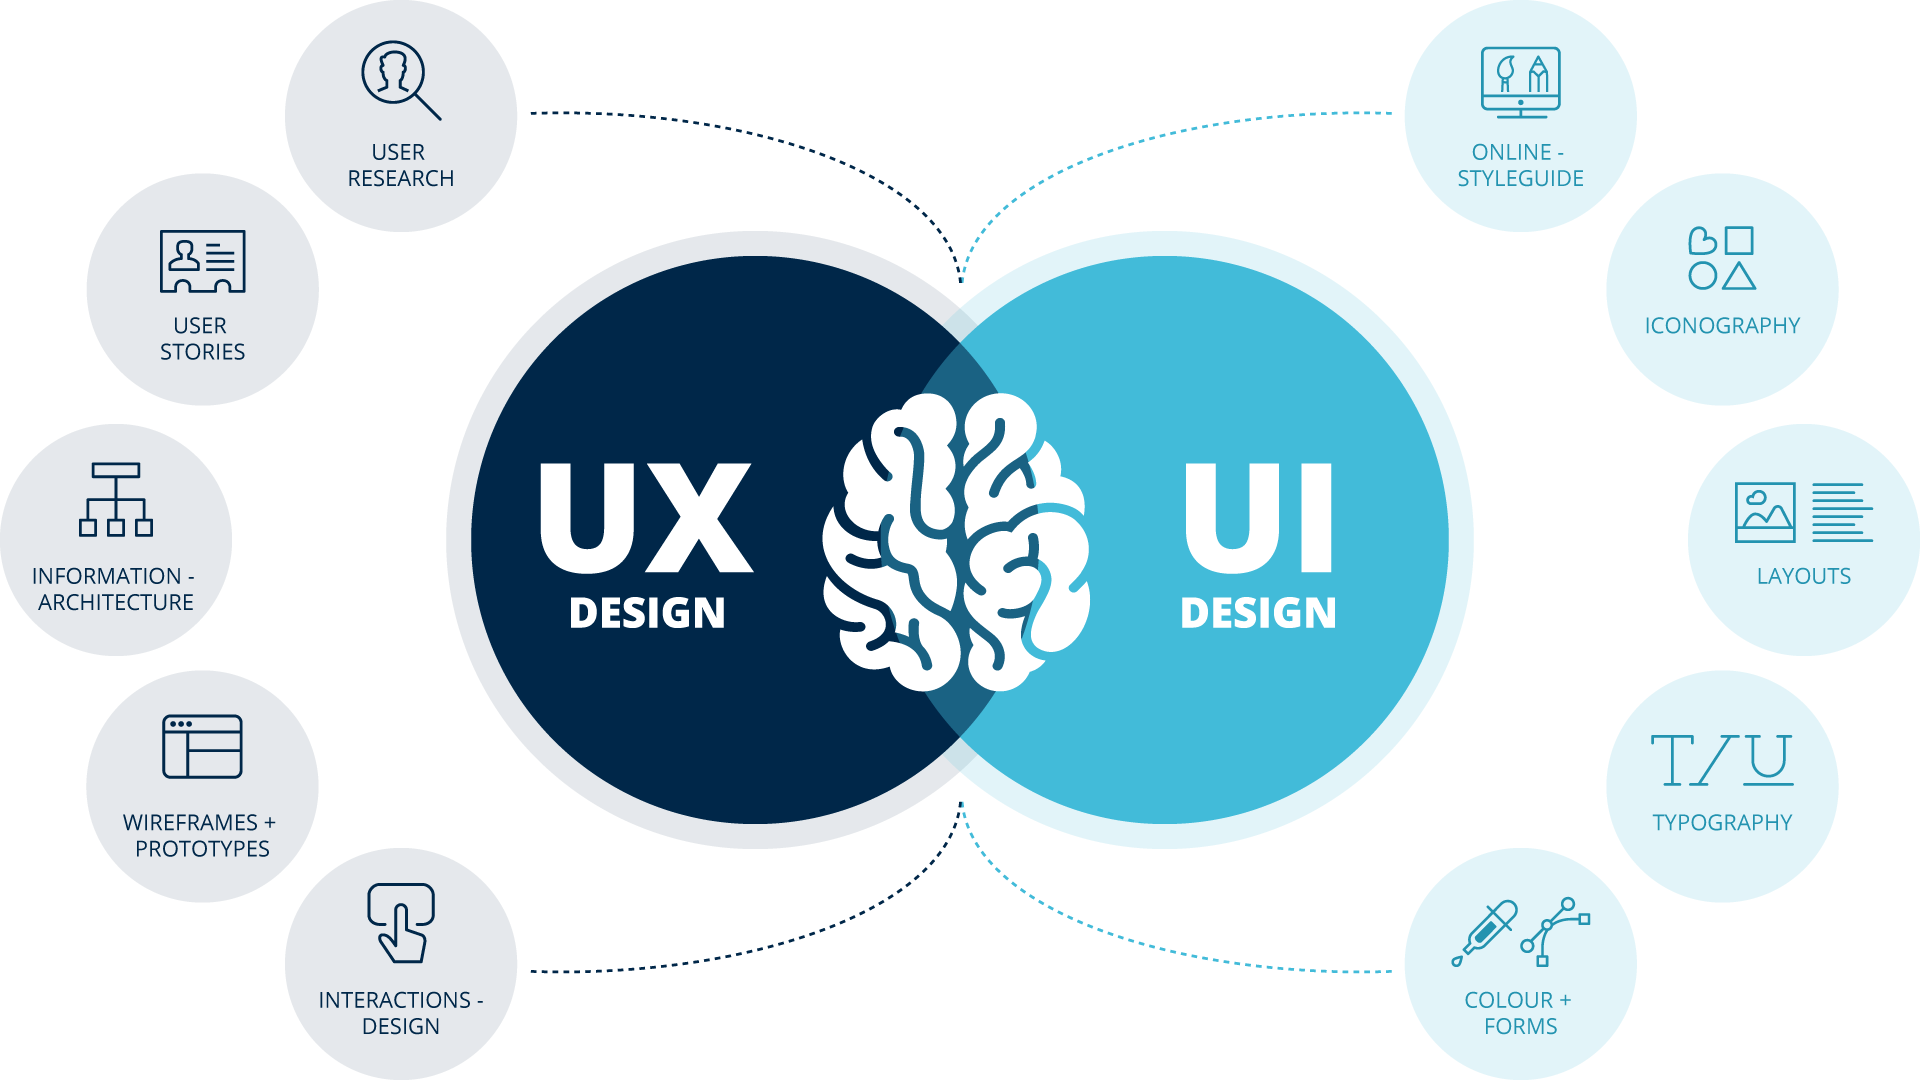 USER
RESEARCH
USER
STORIES
INFORMATION -
ARCHITECTURE
WIREFRAMES +
PROTOTYPES
INTERACTIONS -
DESIGN
UX
DESIGN
UI
DESIGN
ONLINE -
STYLEGUIDE
ICONOGRAPHY
LAYOUTS
T/U
TYPOGRAPHY
COLOUR +
FORMS